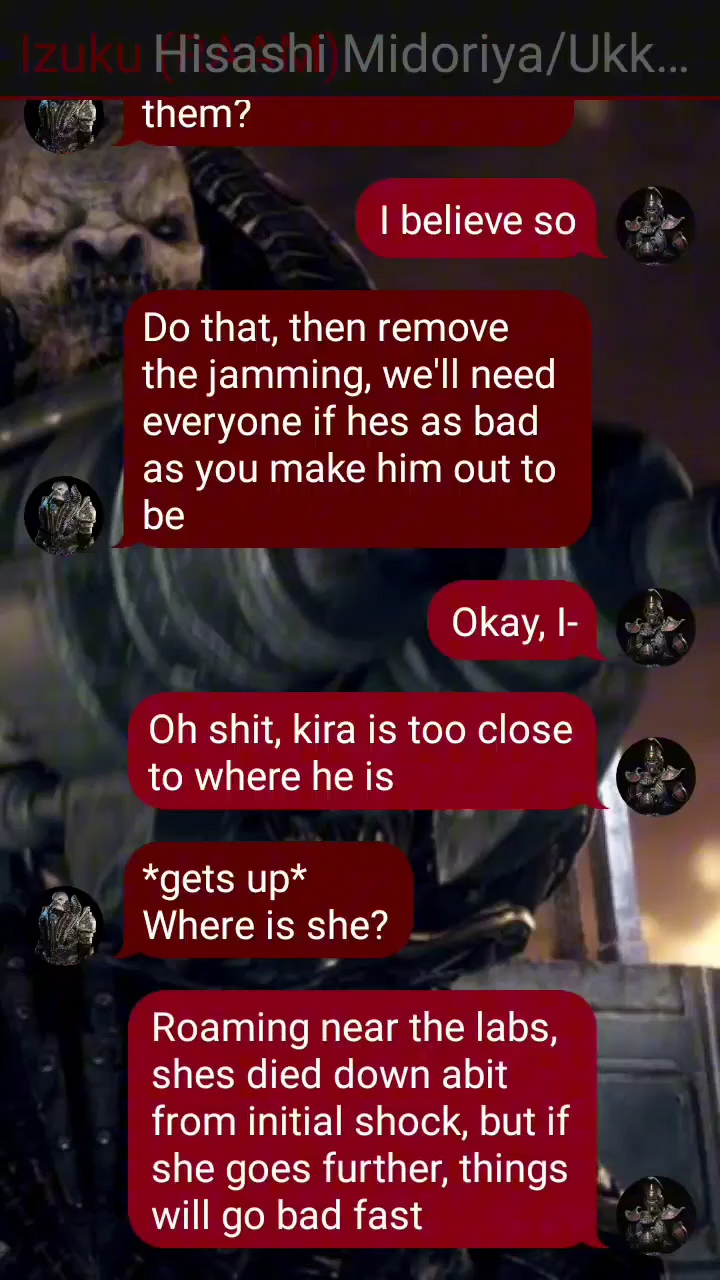 Izuku (RAAM) Hisashi Midoriya/Ukk...
them?
I believe so
Do that, then remove
the jamming, we'll need
everyone if hes as bad
as you make him out to
be
Okay, I-
Oh shit, kira is too close
to where he is
*gets up*
Where is she?
Roaming near the labs,
shes died down abit
from initial shock, but if
she goes further, things
will go bad fast